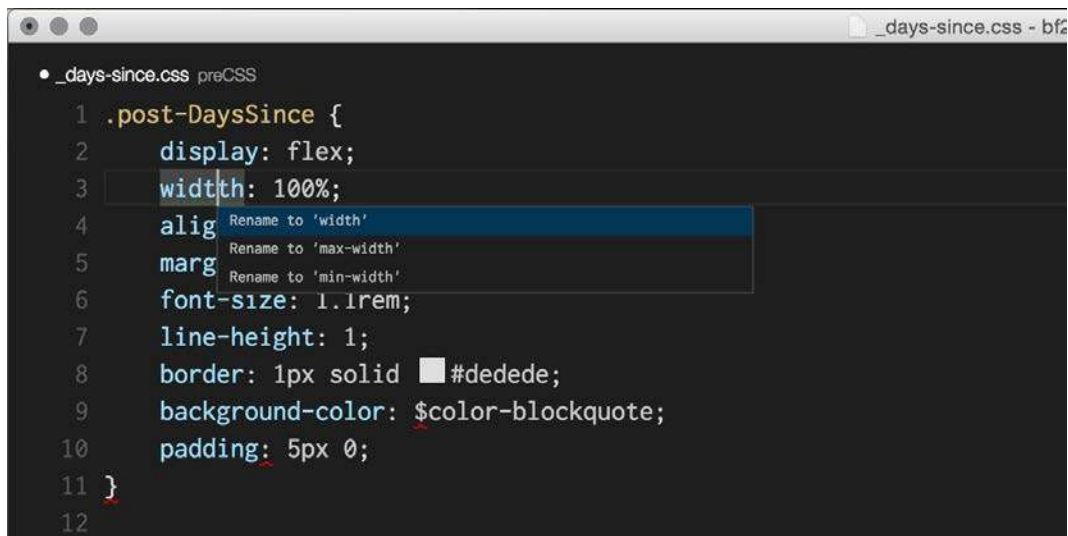 _days-since.css - bf2
_days-since.css preCSS
1 .post-DaysSince {
2 display: flex;
3 widtth: 100%;
4 alig
Rename to 'width'
Rename to 'max-width'
5 marg
Rename to 'min-width'
6 font-size: 1.1rem;
7 line-height: 1;
8 border: 1px solid #dedede;
9 background-color: $color-blockquote;
10 padding: 5px 0;
11 }
12